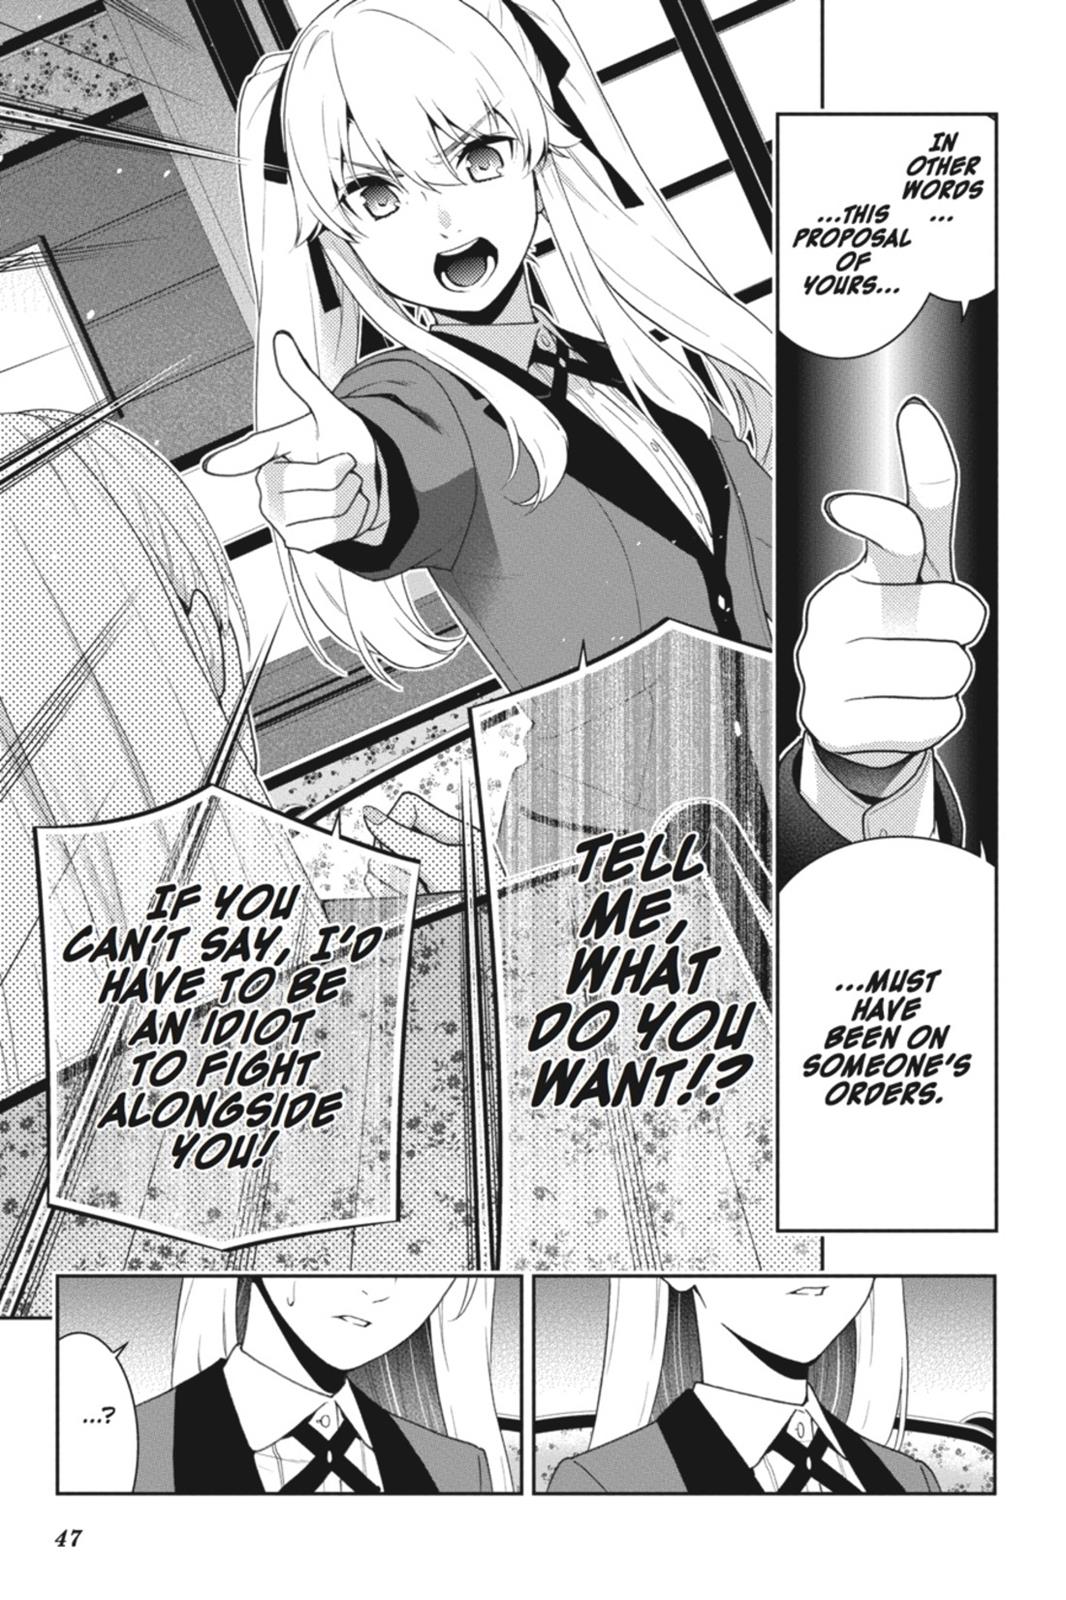 IN
OTHER
WORDS
...
...THIS
PROPOSAL
OF
YOURS...
...MUST
HAVE
BEEN ON
SOMEONE'S
ORDERS.
TELL
ME,
WHAT
DO YOU
WANT!?
IF YOU
CAN'T SAY, I'D
HAVE TO BE
AN IDIOT
TO FIGHT
ALONGSIDE
YOU!
...?
47